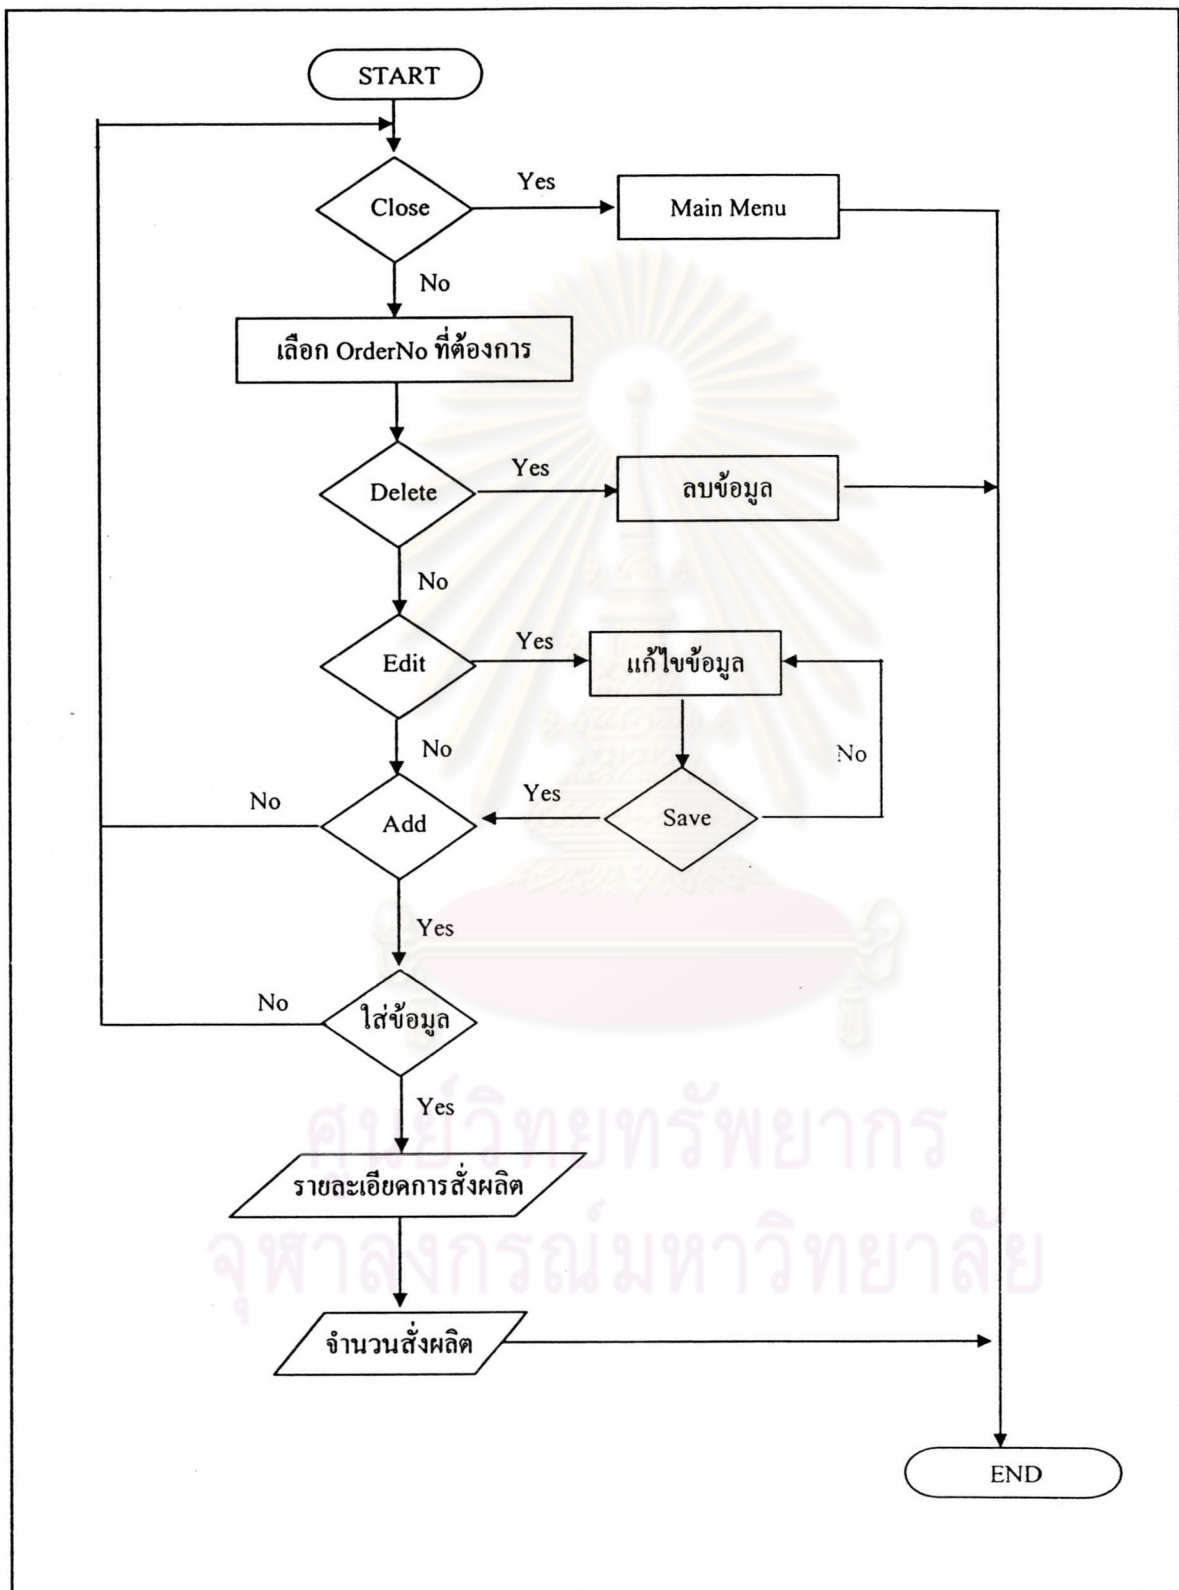 START
Close
Yes
Main Menu
No
เลือก OrderNo ที่ต้องการ
Delete
Yes
ลบข้อมูล
No
Edit
Yes
แก้ไขข้อมูล
No
No
Add
No
Yes
Save
Yes
ใส่ข้อมูล
No
Yes
ศูนย์วิทยทรัพยากร
รายละเอียดการสั่งผลิต
จุฬาลงกรณ์มหาวิทยาลัย
จำนวนสั่งผลิต
END